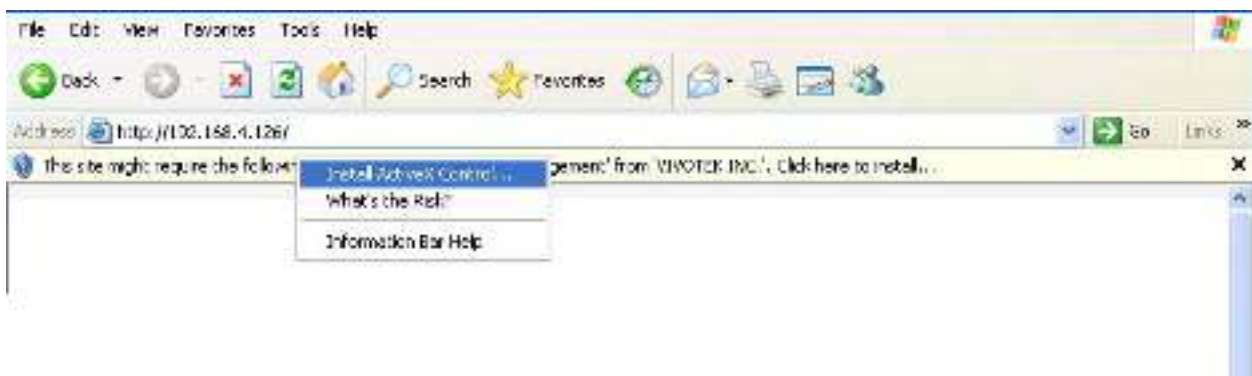 File Edit View Favorites Tools Help
Back Search Favorites
Address http://192.168.4.126/ Go Links »
This site might require the follow gement' from 'VIVOTEK INC.'. Click here to install...
Install ActiveX Control...
What's the Risk?
Information Bar Help